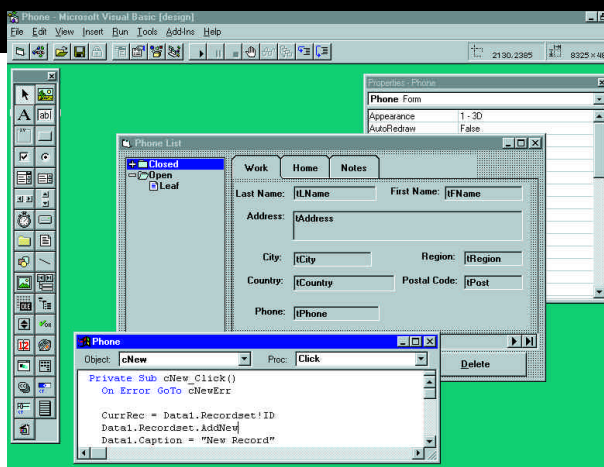 Phone - Microsoft Visual Basic [design]
File Edit View Insert Run Tools Add-Ins Help
2130,2385
8325 x 48
Properties - Phone
Phone Form
Appearance 1 - 3D
AutoRedraw False
Phone List
Closed
Open
Leaf
Work Home Notes
Last Name: tLName First Name: tFName
Address: tAddress
City: tCity Region: tRegion
Country: tCountry Postal Code: tPost
Phone: tPhone
Delete
Phone
Object: cNew Proc: Click
Private Sub cNew_Click()
On Error GoTo cNewErr
CurrRec = Data1.Recordset!ID
Data1.Recordset.AddNew
Data1.Caption = "New Record"
A
ab|